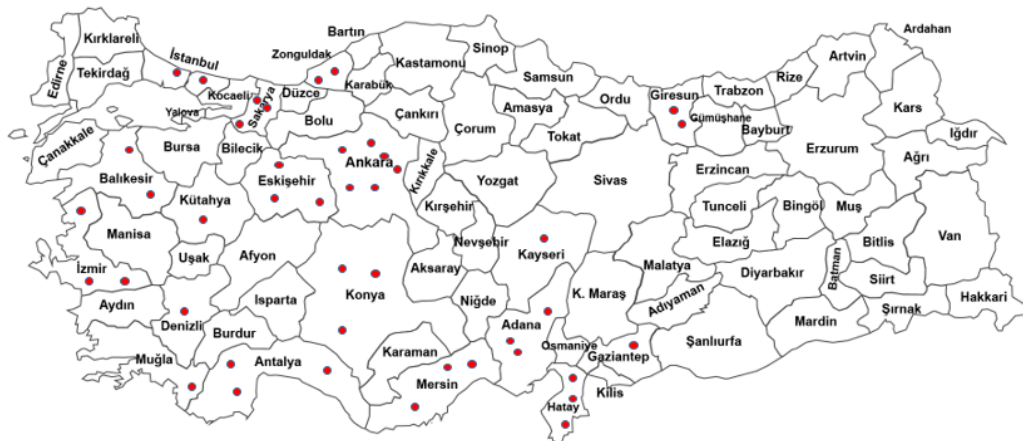 Ardahan
Kırklareli
Bartın
Artvin
Sinop
İstanbul
Zonguldak
Kastamonu
Edirne
Tekirdağ
Samsun
Rize
Karabük
Kocaeli
Düzce
Giresun
Trabzon
Kars
Sakarya
Ordu
Amasya
Yalova
Bolu
Çankırı
Gümüşhane
Bayburt
Çorum
Tokat
Iğdır
Çanakkale
Bursa
Bilecik
Erzurum
Ağrı
Ankara
Kırıkkale
Balıkesir
Eskişehir
Erzincan
Yozgat
Sivas
Kütahya
Tunceli
Bingöl
Muş
Kırşehir
Manisa
Van
Elazığ
Bitlis
Nevşebir
Uşak
Afyon
Kayseri
İzmir
Aksaray
Malatya
Batman
Diyarbakır
Siirt
Konya
Isparta
Niğde
K. Maraş
Adıyaman
Hakkari
Aydın
Şırnak
Mardin
Denizli
Adana
Burdur
Osmaniye
Şanlıurfa
Karaman
Gaziantep
Muğla
Antalya
Mersin
Kilis
Hatay